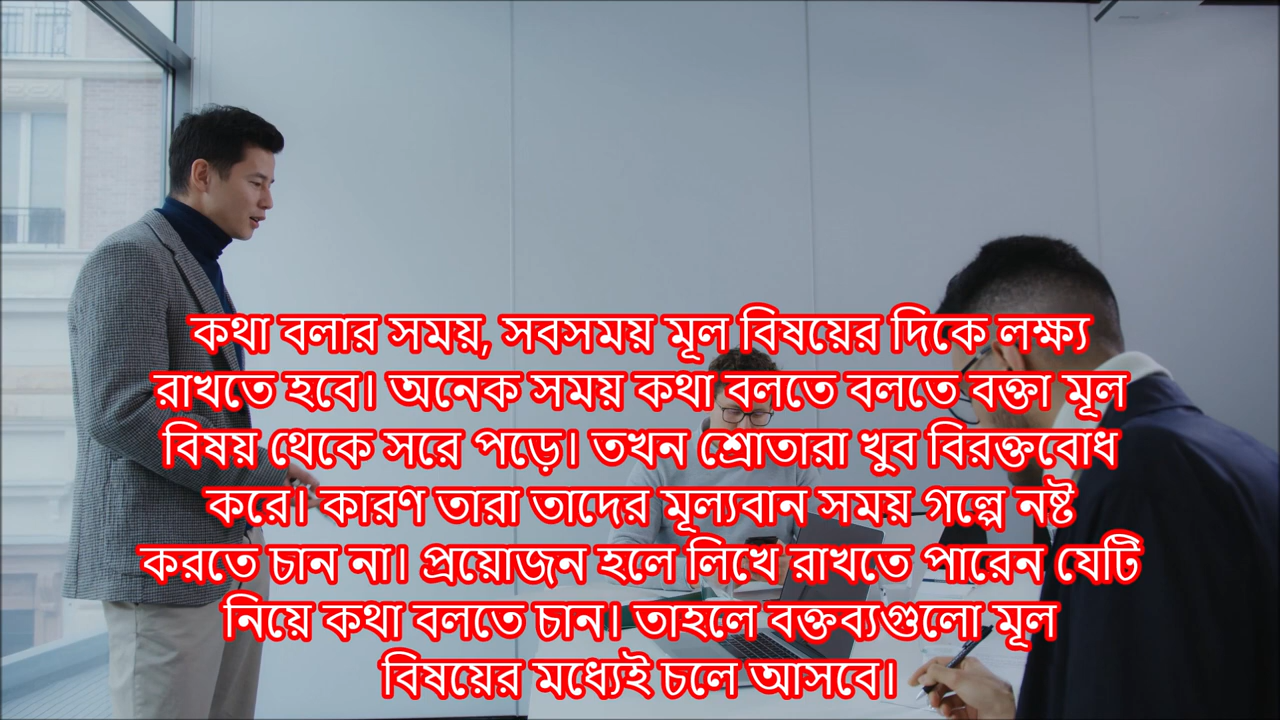 কথা বলার সময়, সবসময় মূল বিষয়ের দিকে লক্ষ্য
রাখতে হবে। অনেক সময় কথা বলতে বলতে বক্তা মূল
বিষয় থেকে সরে পড়ে। তখন শ্রোতারা খুব বিরক্তবোধ
করে। কারণ তারা তাদের মূল্যবান সময় গল্পে নষ্ট
করতে চান না। প্রয়োজন হলে লিখে রাখতে পারেন যেটি
নিয়ে কথা বলতে চান। তাহলে বক্তব্যগুলো মূল
বিষয়ের মধ্যেই চলে আসবে।